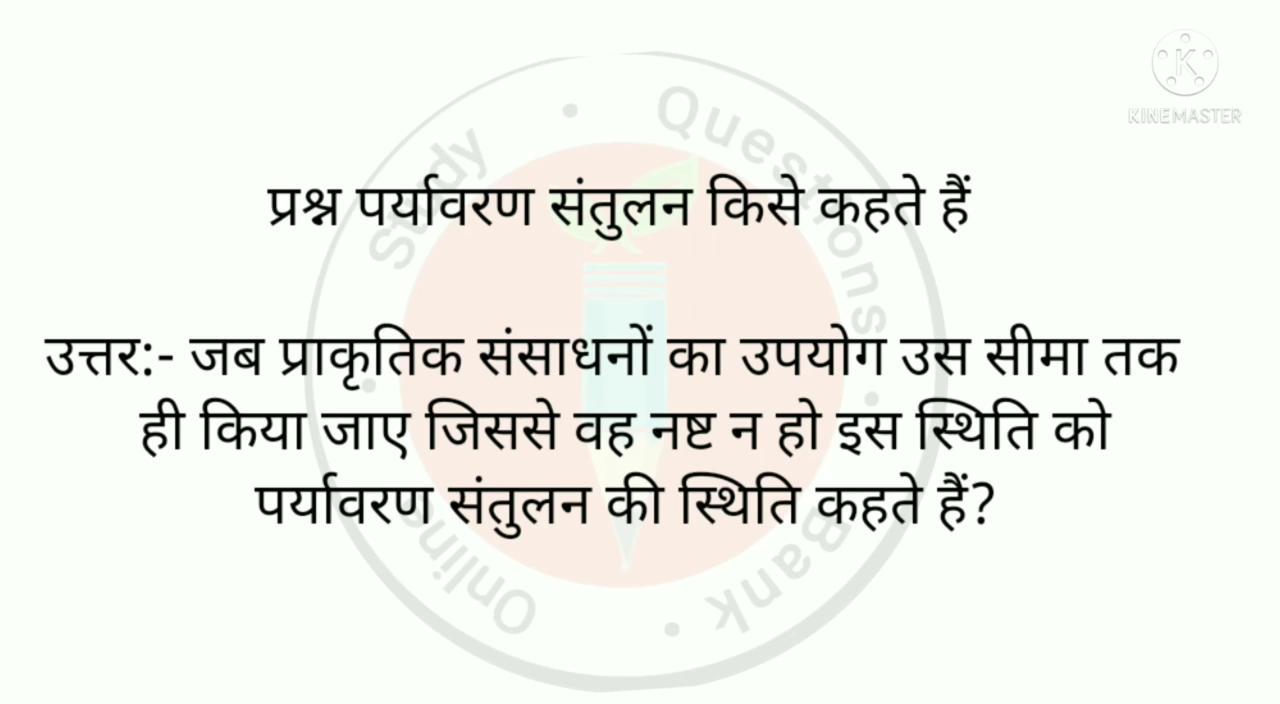 KINEMASTER
प्रश्न पर्यावरण संतुलन किसे कहते हैं
उत्तर:- जब प्राकृतिक संसाधनों का उपयोग उस सीमा तक
ही किया जाए जिससे वह नष्ट न हो इस स्थिति को
पर्यावरण संतुलन की स्थिति कहते हैं?
Online Study Questions Bank